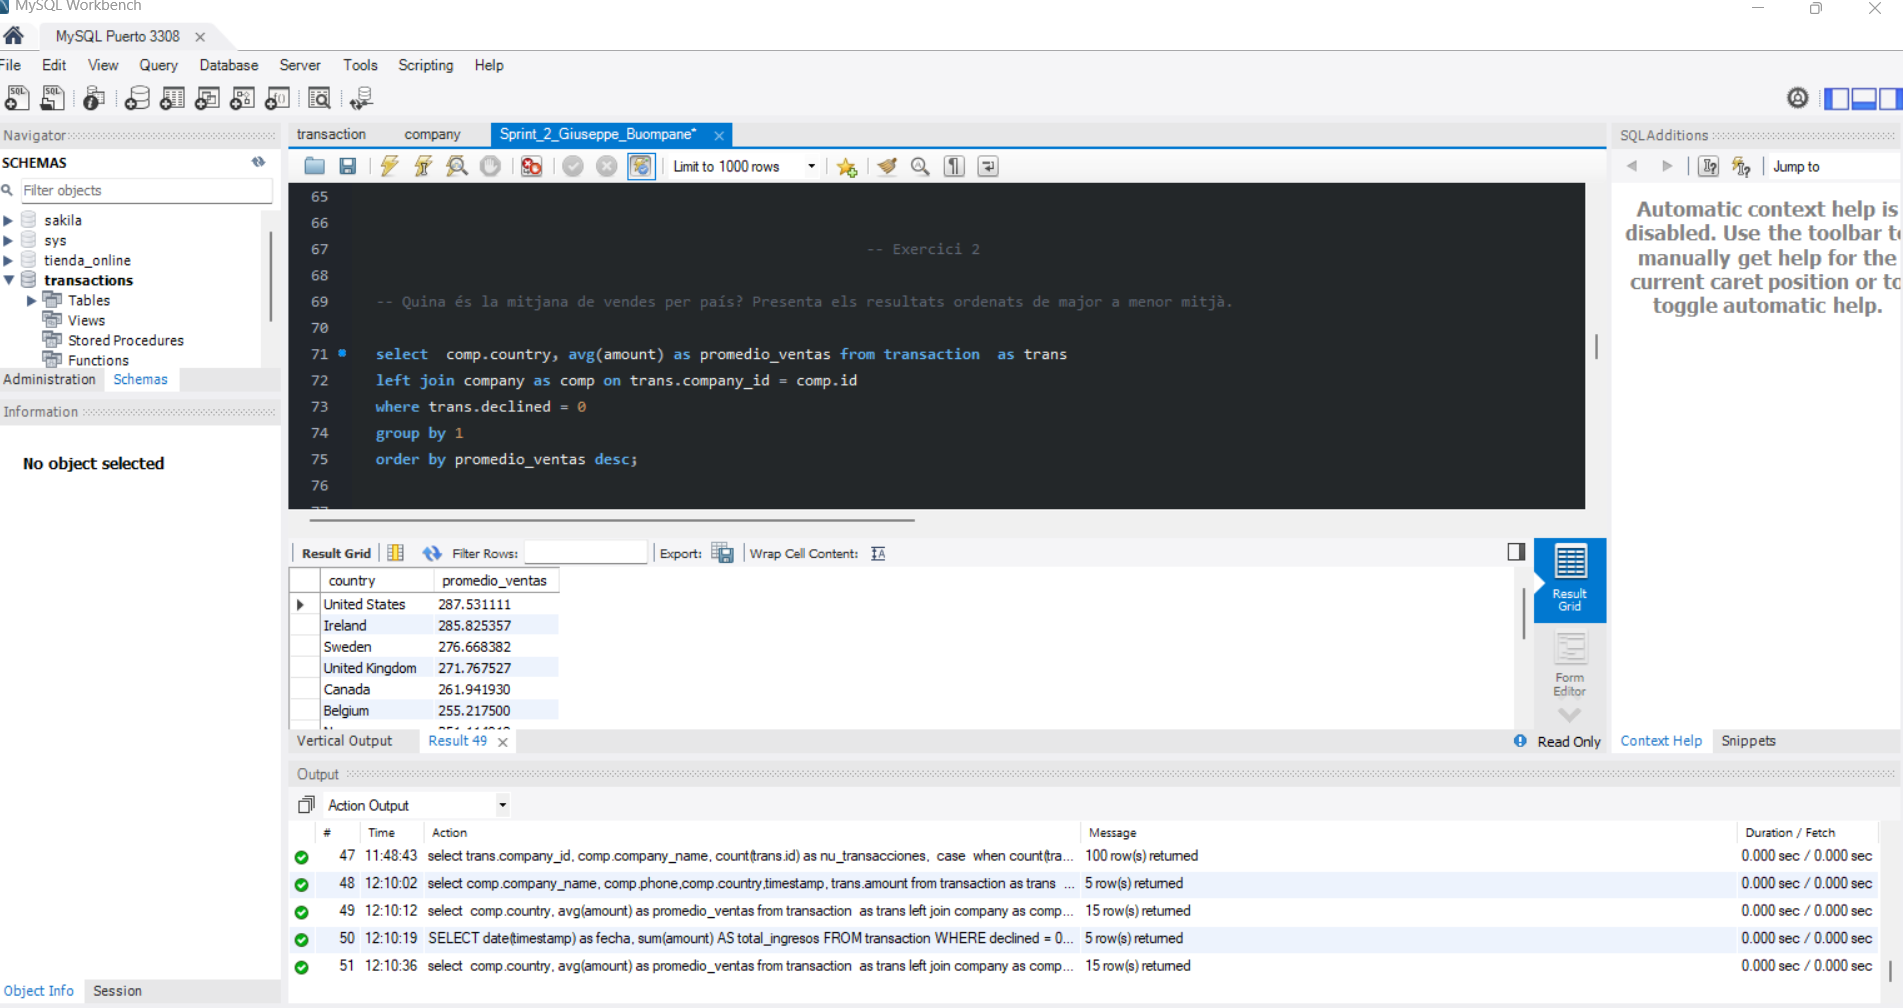 MySQL Workbench
MySQL Puerto 3308
File Edit View Query Database Server Tools Scripting Help
Navigator
SCHEMAS
Filter objects
sakila
sys
tienda_online
transactions
Tables
Views
Stored Procedures
Functions
Administration Schemas
Information
No object selected
Object Info Session
transaction company Sprint_2_Giuseppe_Buompane*
Limit to 1000 rows
65
66
67 -- Exercici 2
68
69 -- Quina és la mitjana de vendes per país? Presenta els resultats ordenats de major a menor mitjà.
70
71 select  comp.country, avg(amount) as promedio_ventas from transaction  as trans
72 left join company as comp on trans.company_id = comp.id
73 where trans.declined = 0
74 group by 1
75 order by promedio_ventas desc;
76
Result Grid Filter Rows: Export: Wrap Cell Content:
country promedio_ventas
United States 287.531111
Ireland 285.825357
Sweden 276.668382
United Kingdom 271.767527
Canada 261.941930
Belgium 255.217500
Result Grid
Form Editor
Vertical Output Result 49
Read Only
SQLAdditions
Jump to
Automatic context help is
disabled. Use the toolbar to
manually get help for the
current caret position or to
toggle automatic help.
Context Help Snippets
Output
Action Output
# Time Action Message Duration / Fetch
47 11:48:43 select trans.company_id, comp.company_name, count(trans.id) as nu_transacciones,  case  when count(tra... 100 row(s) returned 0.000 sec / 0.000 sec
48 12:10:02 select comp.company_name, comp.phone,comp.country,timestamp, trans.amount from transaction as trans  ... 5 row(s) returned 0.000 sec / 0.000 sec
49 12:10:12 select  comp.country, avg(amount) as promedio_ventas from transaction  as trans left join company as comp... 15 row(s) returned 0.000 sec / 0.000 sec
50 12:10:19 SELECT date(timestamp) as fecha, sum(amount) AS total_ingresos FROM transaction WHERE declined = 0... 5 row(s) returned 0.000 sec / 0.000 sec
51 12:10:36 select  comp.country, avg(amount) as promedio_ventas from transaction  as trans left join company as comp... 15 row(s) returned 0.000 sec / 0.000 sec